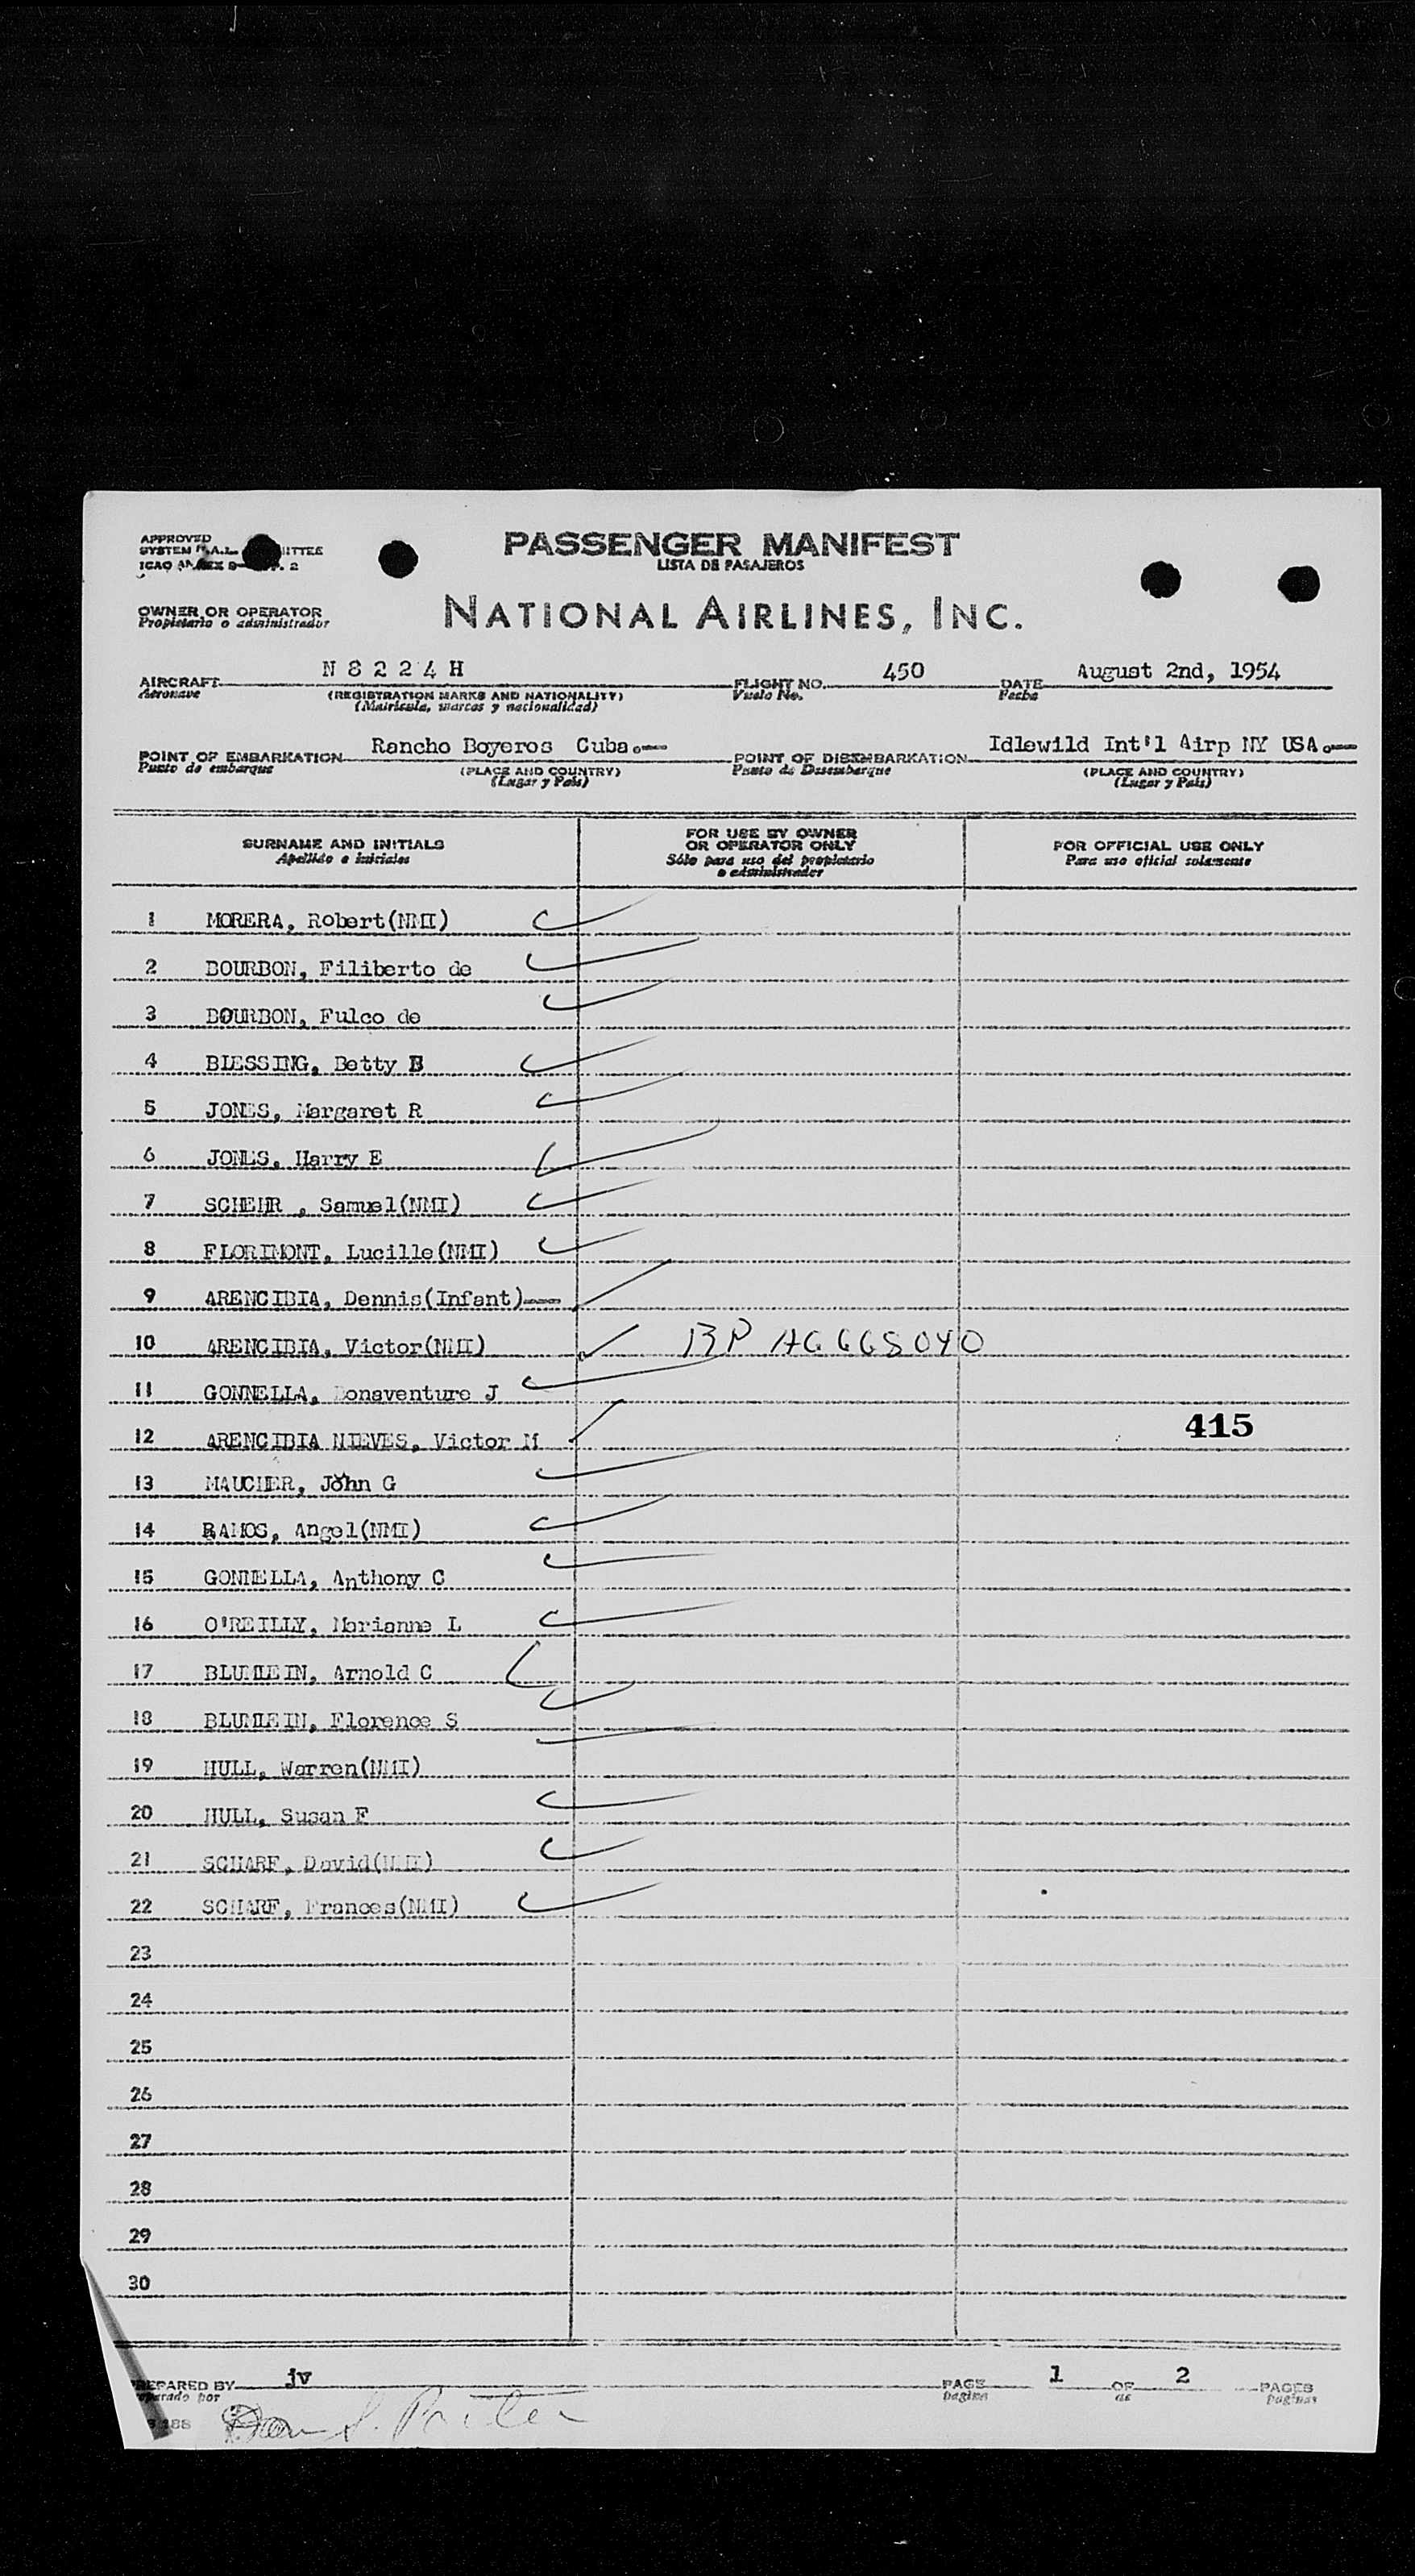 APPROVED
PASSENGER MANIFEST
LISTA DE PASAJEROS
OWNER OR OPERATOR
Propietario o administrador
NATIONAL AIRLINES, INC.
AIRCRAFT N 8 2 2 4 H FLIGHT NO. 450 DATE August 2nd, 1954
Aeronave (REGISTRATION MARKS AND NATIONALITY) Vuelo No. Fecha
(Matricula, marcas y nacionalidad)
POINT OF EMBARKATION Rancho Boyeros Cuba.— POINT OF DISEMBARKATION Idlewild Int'l Airp NY USA.—
Punto de embarque (PLACE AND COUNTRY) Punto de Desembarque (PLACE AND COUNTRY)
(Lugar y País) (Lugar y País)
SURNAME AND INITIALS
Apellido e iniciales
FOR USE BY OWNER
OR OPERATOR ONLY
Sólo para uso del propietario
o administrador
FOR OFFICIAL USE ONLY
Para uso oficial solamente
1 MORERA, Robert(NMI)
2 BOURBON, Filiberto de
3 BOURBON, Fulco de
4 BLESSING, Betty B
5 JONES, Margaret R
6 JONES, Harry E
7 SCHEHR , Samuel(NMI)
8 FLORIMONT, Lucille(NMI)
9 ARENCIBIA, Dennis(Infant)
10 ARENCIBIA, Victor(NMI) BP
11 GONNELLA, Bonaventure J
12 ARENCIBIA NIEVES, Victor M 415
13 MAUCHER, John G
14 RAMOS, Angel(NMI)
15 GONNELLA, Anthony C
16 O'REILLY, Marianne L
17 BLUMLEIN, Arnold C
18 BLUMLEIN, Florence S
19 HULL, Warren(NMI)
20 HULL, Susan F
21 SCHARF, David(NMI)
22 SCHARF, Frances(NMI)
23
24
25
26
27
28
29
30
PREPARED BY jv PAGE 1 OF 2 PAGES
por pagina de paginas